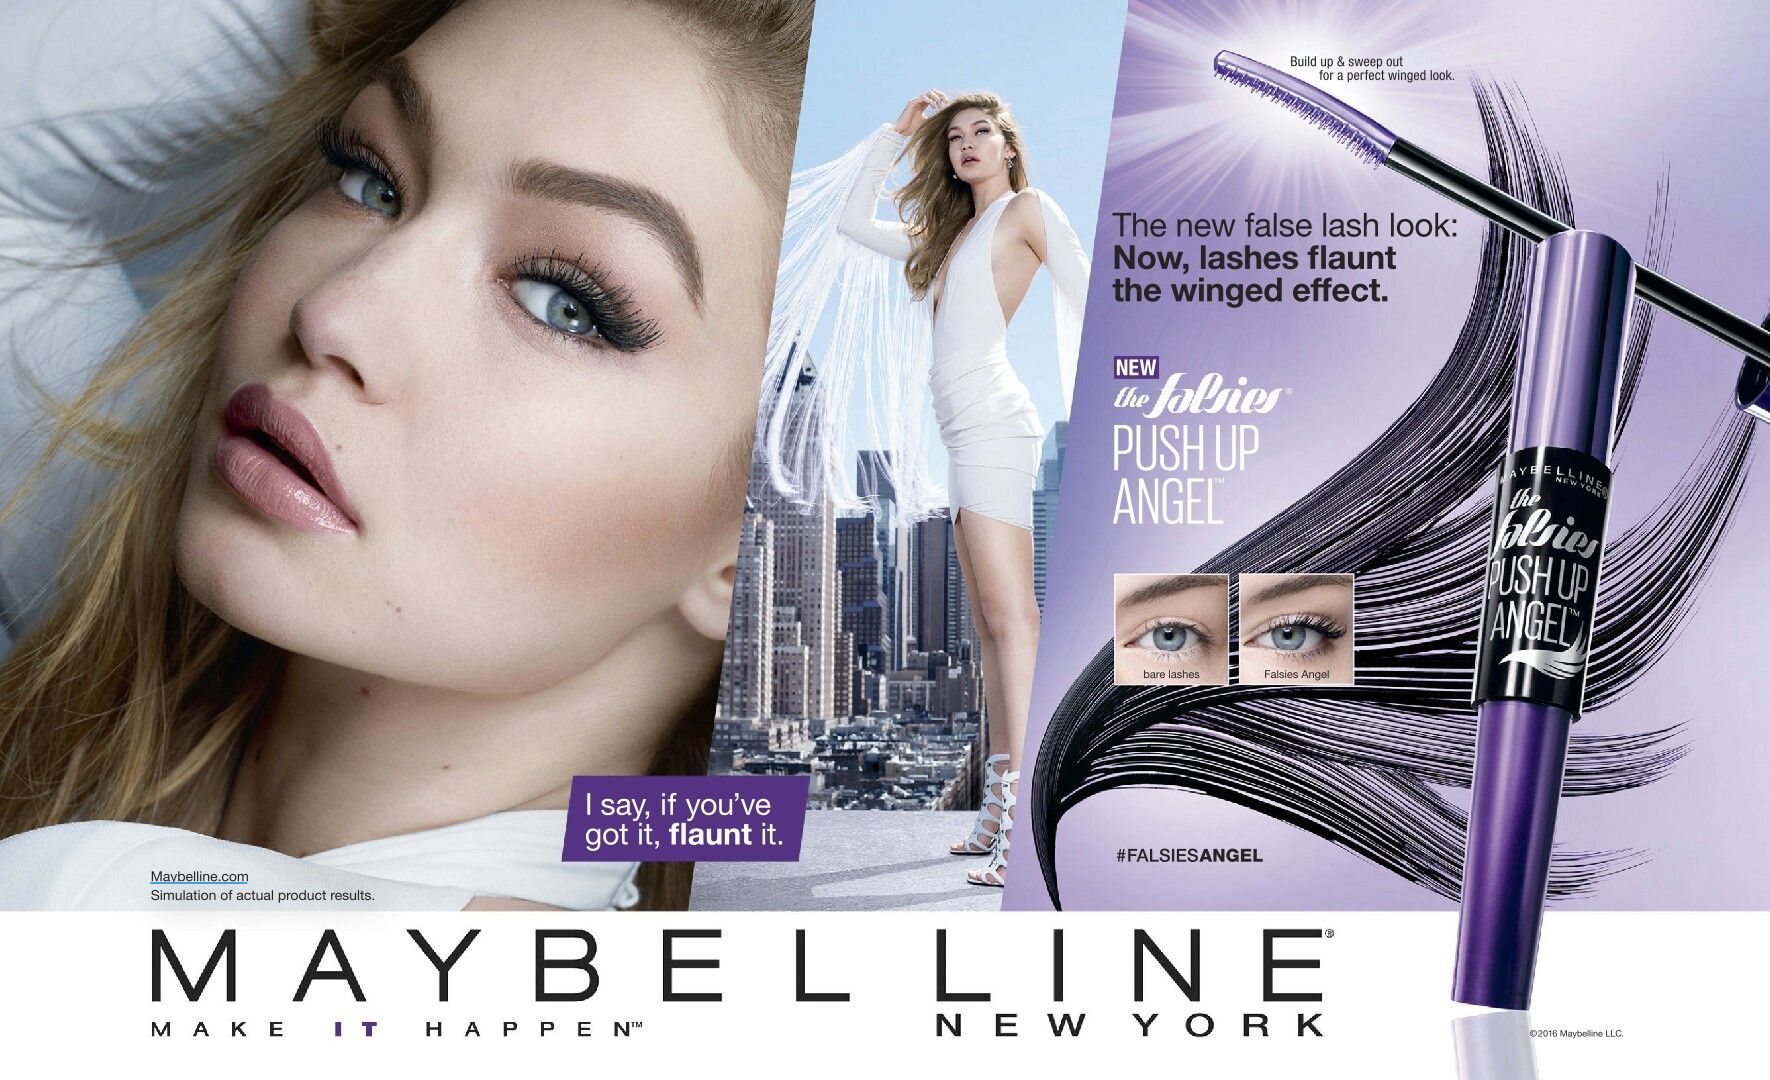 Build up & sweep out
for a perfect winged look.
The new false lash look:
Now, lashes flaunt
the winged effect.
NEW
the falsies®
PUSH UP
ANGEL™
MAYBELLINE®
NEW YORK
the
falsies
PUSH UP
ANGEL™
bare lashes
Falsies Angel
I say, if you've
got it, flaunt it.
#FALSIESANGEL
Maybelline.com
Simulation of actual product results.
MAYBELLINE®
MAKE IT HAPPEN™
NEW YORK
©2016 Maybelline LLC.